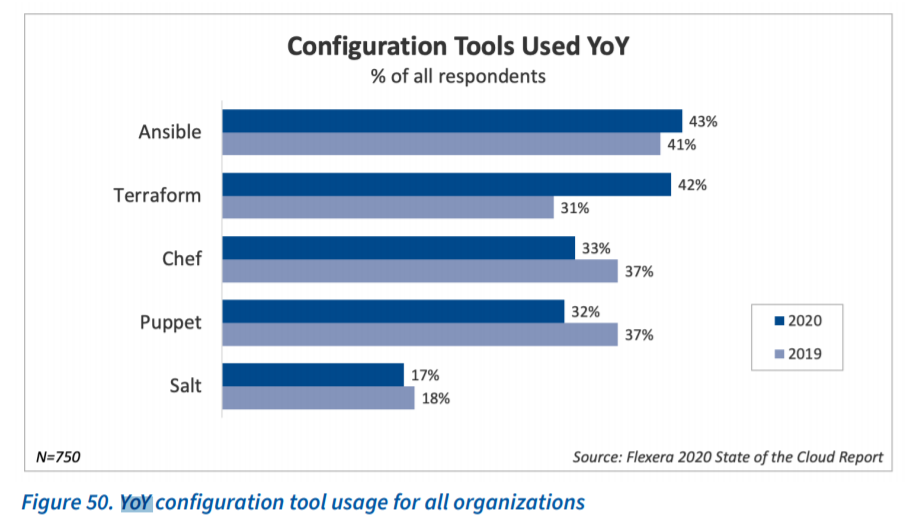 Configuration Tools Used YoY
% of all respondents
Ansible
43%
41%
Terraform
42%
31%
Chef
33%
37%
Puppet
32%
37%
Salt
17%
18%
2020
2019
N=750
Source: Flexera 2020 State of the Cloud Report
Figure 50. YoY configuration tool usage for all organizations